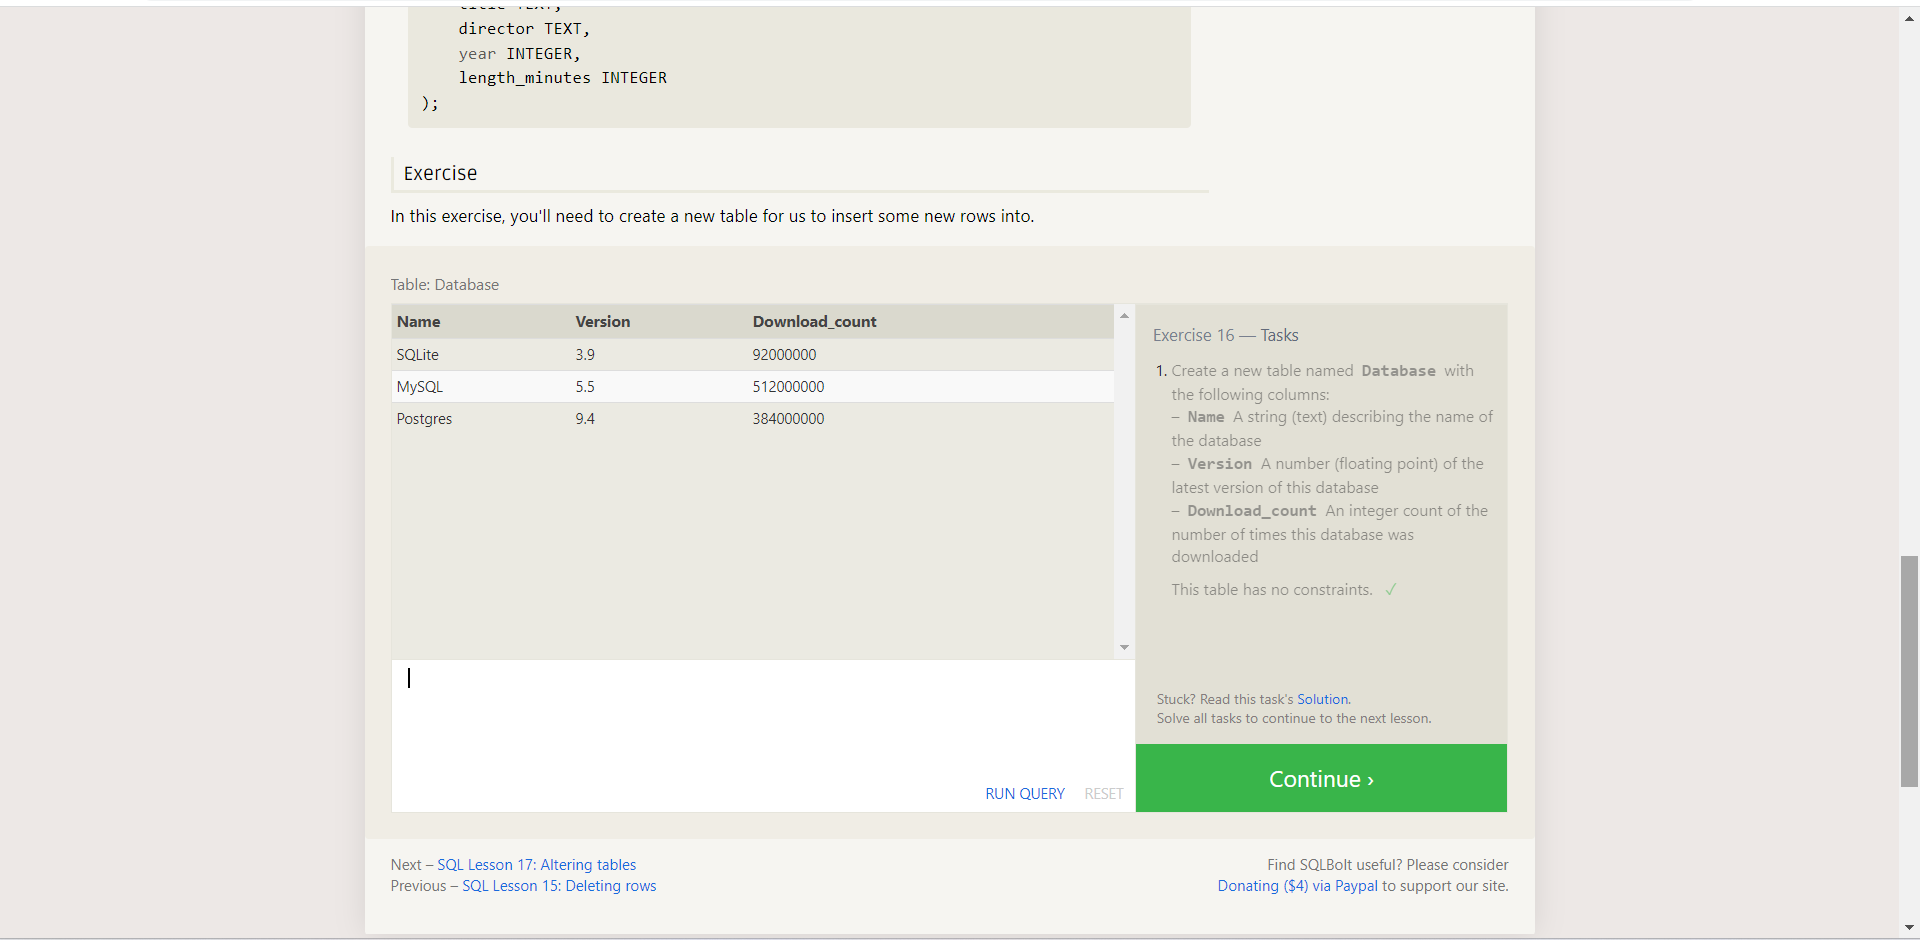 title TEXT,
director TEXT,
year INTEGER,
length_minutes INTEGER
);
Exercise
In this exercise, you'll need to create a new table for us to insert some new rows into.
Table: Database
Name Version Download_count
SQLite 3.9 92000000
MySQL 5.5 512000000
Postgres 9.4 384000000
RUN QUERY RESET
Exercise 16 — Tasks
1. Create a new table named Database with
the following columns:
– Name A string (text) describing the name of
the database
– Version A number (floating point) of the
latest version of this database
– Download_count An integer count of the
number of times this database was
downloaded
This table has no constraints. ✓
Stuck? Read this task's Solution.
Solve all tasks to continue to the next lesson.
Continue ›
Next – SQL Lesson 17: Altering tables
Previous – SQL Lesson 15: Deleting rows
Find SQLBolt useful? Please consider
Donating ($4) via Paypal to support our site.